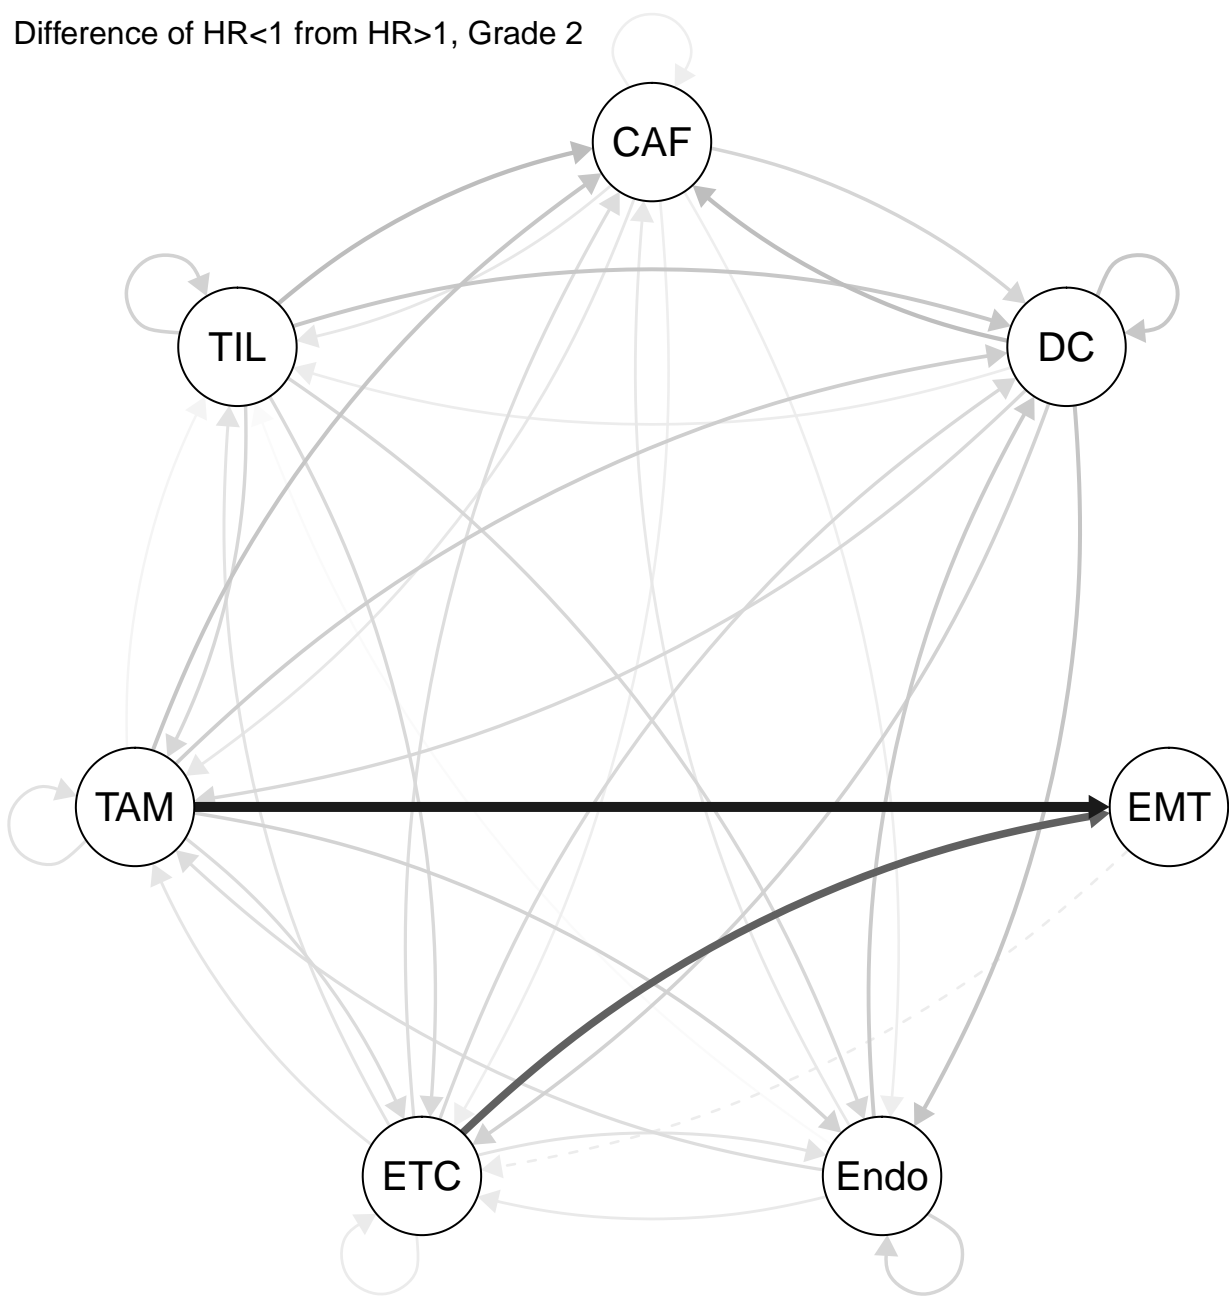 Difference of HR<1 from HR>1, Grade 2
CAF
TIL
DC
TAM
EMT
ETC
Endo